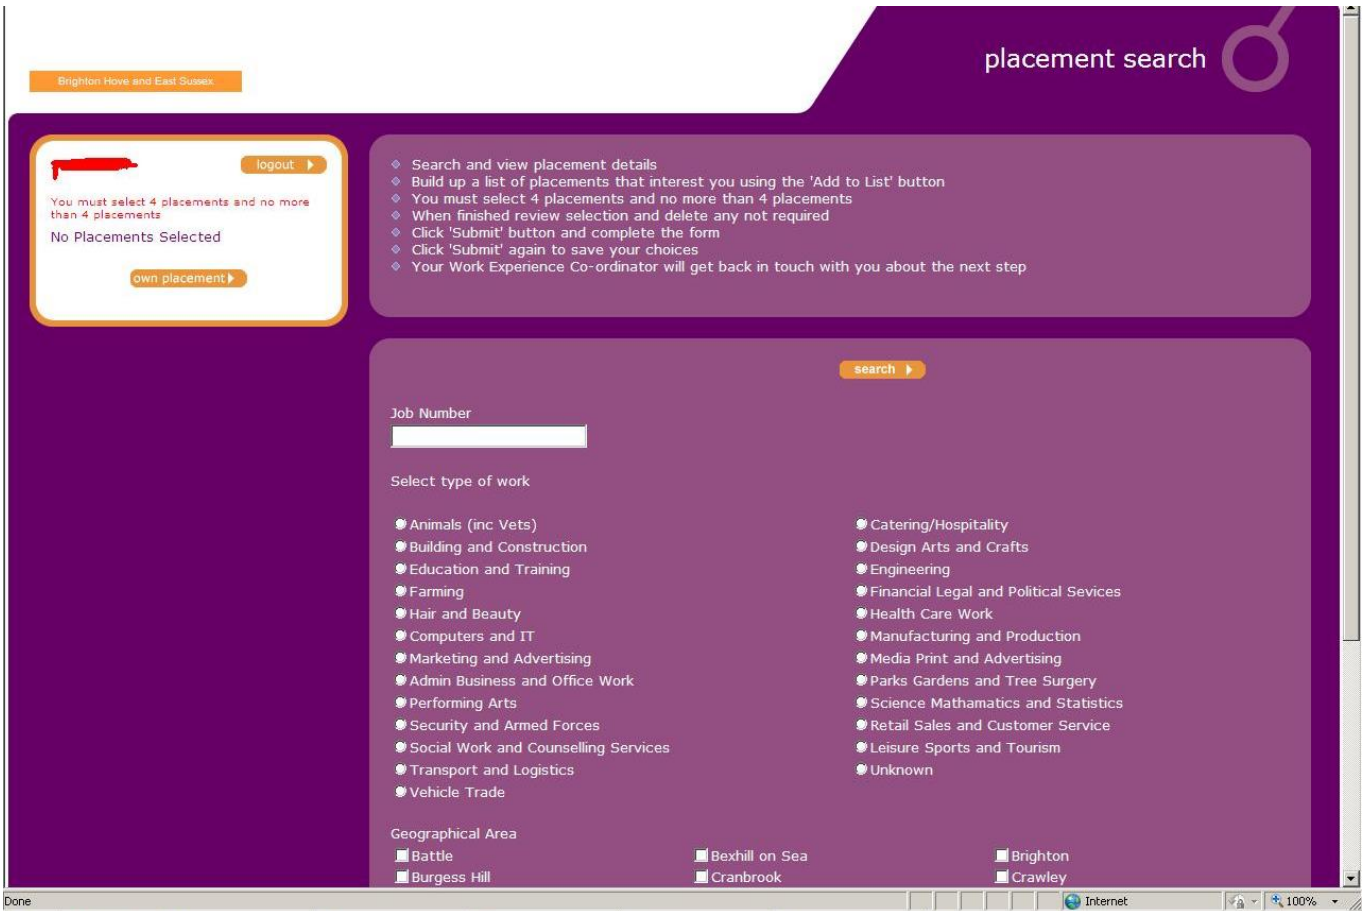 placement search
Brighton Hove and East Sussex
logout
You must select 4 placements and no more
than 4 placements
No Placements Selected
own placement
Search and view placement details
Build up a list of placements that interest you using the 'Add to List' button
You must select 4 placements and no more than 4 placements
When finished review selection and delete any not required
Click 'Submit' button and complete the form
Click 'Submit' again to save your choices
Your Work Experience Co-ordinator will get back in touch with you about the next step
search
Job Number
Select type of work
Animals (inc Vets)
Catering/Hospitality
Building and Construction
Design Arts and Crafts
Education and Training
Engineering
Farming
Financial Legal and Political Sevices
Hair and Beauty
Health Care Work
Computers and IT
Manufacturing and Production
Marketing and Advertising
Media Print and Advertising
Admin Business and Office Work
Parks Gardens and Tree Surgery
Performing Arts
Science Mathamatics and Statistics
Security and Armed Forces
Retail Sales and Customer Service
Social Work and Counselling Services
Leisure Sports and Tourism
Transport and Logistics
Unknown
Vehicle Trade
Geographical Area
Battle
Bexhill on Sea
Brighton
Burgess Hill
Cranbrook
Crawley
Done
Internet
100%